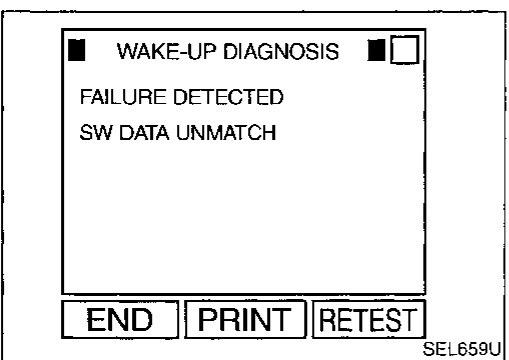 WAKE-UP DIAGNOSIS
FAILURE DETECTED
SW DATA UNMATCH
END PRINT RETEST
SEL659U